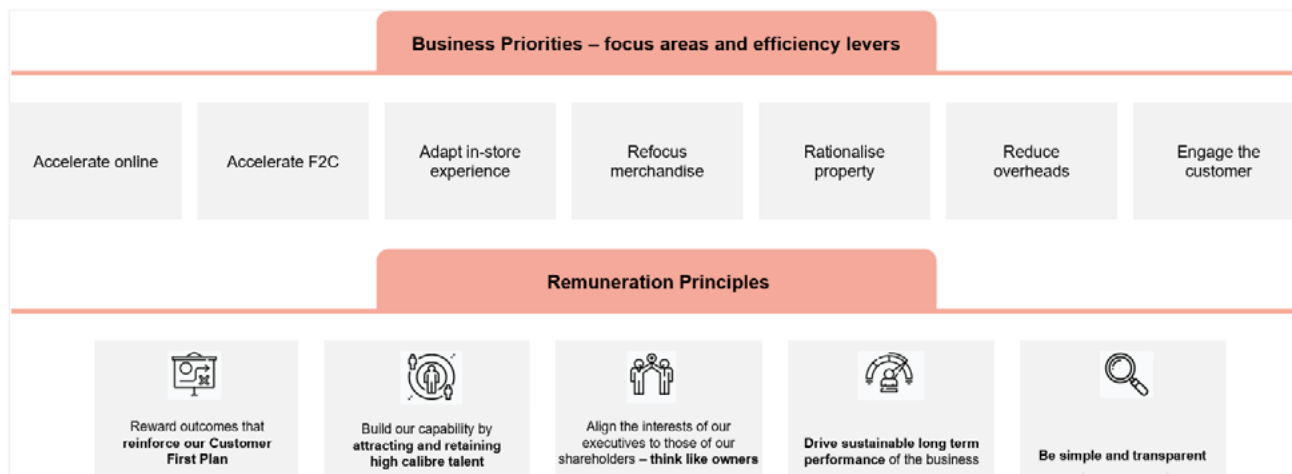 Business Priorities – focus areas and efficiency levers
Accelerate online
Accelerate F2C
Adapt in-store
experience
Refocus
merchandise
Rationalise
property
Reduce
overheads
Engage the
customer
Remuneration Principles
Reward outcomes that
reinforce our Customer
First Plan
Build our capability by
attracting and retaining
high calibre talent
Align the interests of our
executives to those of our
shareholders – think like owners
Drive sustainable long term
performance of the business
Be simple and transparent